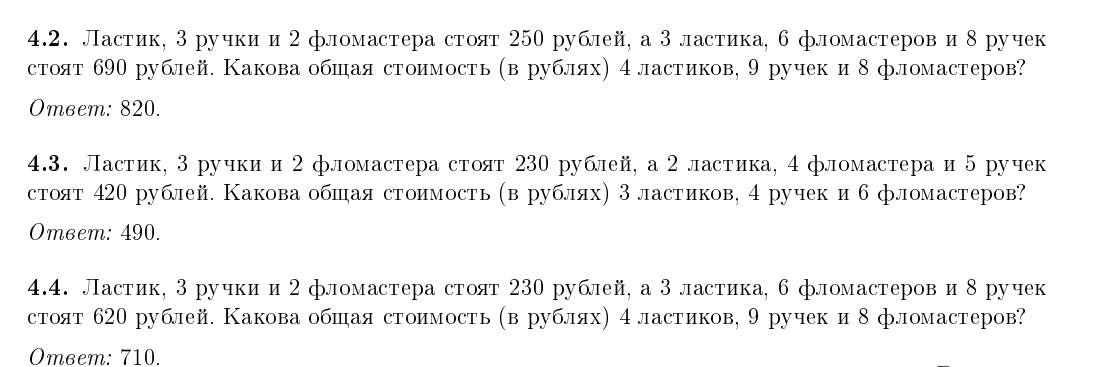 4.2. Ластик, 3 ручки и 2 фломастера стоят 250 рублей, а 3 ластика, 6 фломастеров и 8 ручек
стоят 690 рублей. Какова общая стоимость (в рублях) 4 ластиков, 9 ручек и 8 фломастеров?
Ответ: 820.
4.3. Ластик, 3 ручки и 2 фломастера стоят 230 рублей, а 2 ластика, 4 фломастера и 5 ручек
стоят 420 рублей. Какова общая стоимость (в рублях) 3 ластиков, 4 ручек и 6 фломастеров?
Ответ: 490.
4.4. Ластик, 3 ручки и 2 фломастера стоят 230 рублей, а 3 ластика, 6 фломастеров и 8 ручек
стоят 620 рублей. Какова общая стоимость (в рублях) 4 ластиков, 9 ручек и 8 фломастеров?
Ответ: 710.